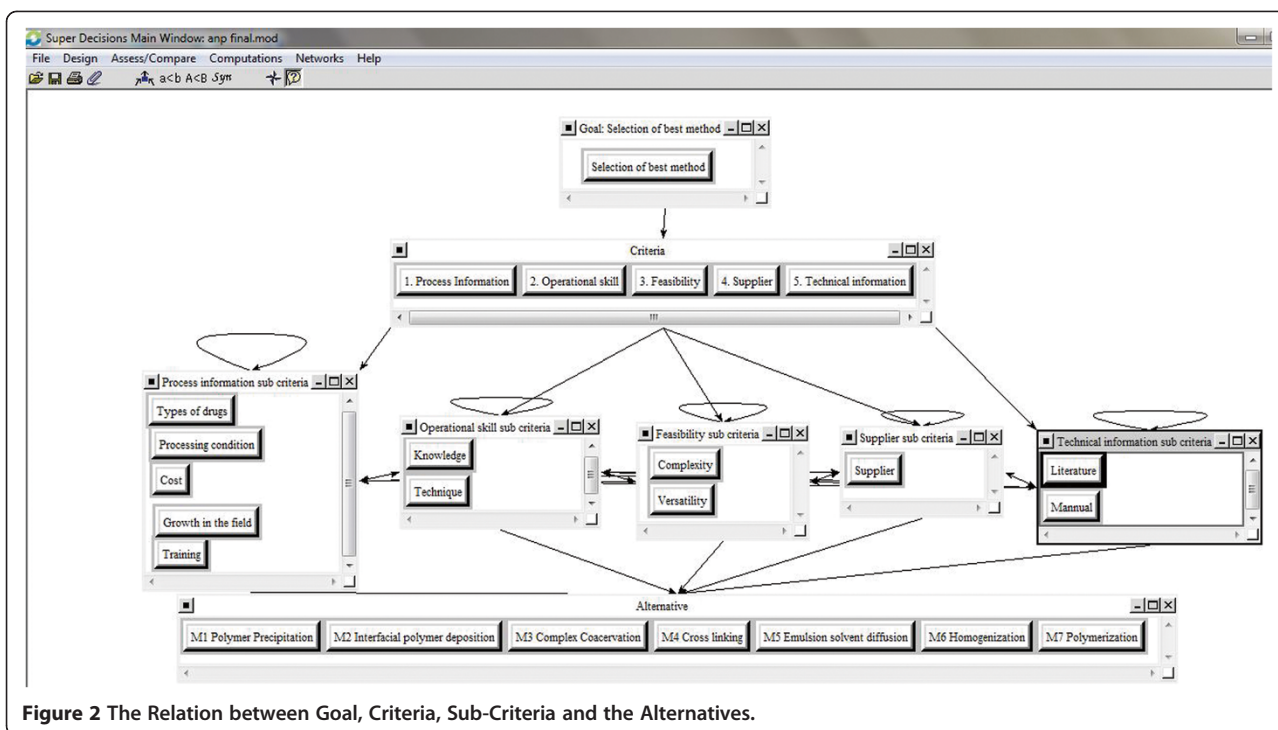 Super Decisions Main Window: anp final.mod
File Design Assess/Compare Computations Networks Help
a<b A<B Syn
Goal: Selection of best method
Selection of best method
Criteria
1. Process Information 2. Operational skill 3. Feasibility 4. Supplier 5. Technical information
Process information sub criteria
Types of drugs
Processing condition
Cost
Growth in the field
Training
Operational skill sub criteria
Knowledge
Technique
Feasibility sub criteria
Complexity
Versatility
Supplier sub criteria
Supplier
Technical information sub criteria
Literature
Mannual
Alternative
M1 Polymer Precipitation M2 Interfacial polymer deposition M3 Complex Coacervation M4 Cross linking M5 Emulsion solvent diffusion M6 Homogenization M7 Polymerization
Figure 2 The Relation between Goal, Criteria, Sub-Criteria and the Alternatives.